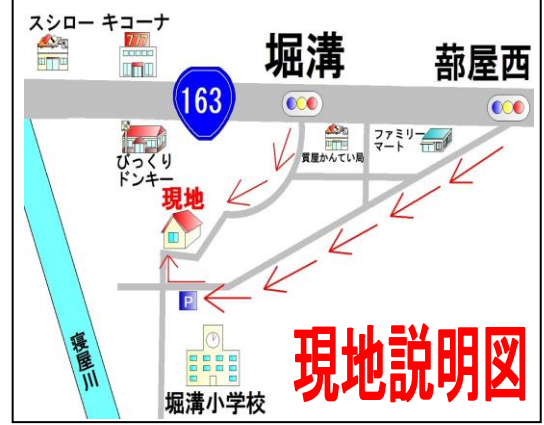 スシロー キコーナ
777
堀溝
蔀屋西
163
びっくり
ドンキー
質屋かんてい局
ファミリー
マート
現地
P
寝屋川
堀溝小学校
現地説明図